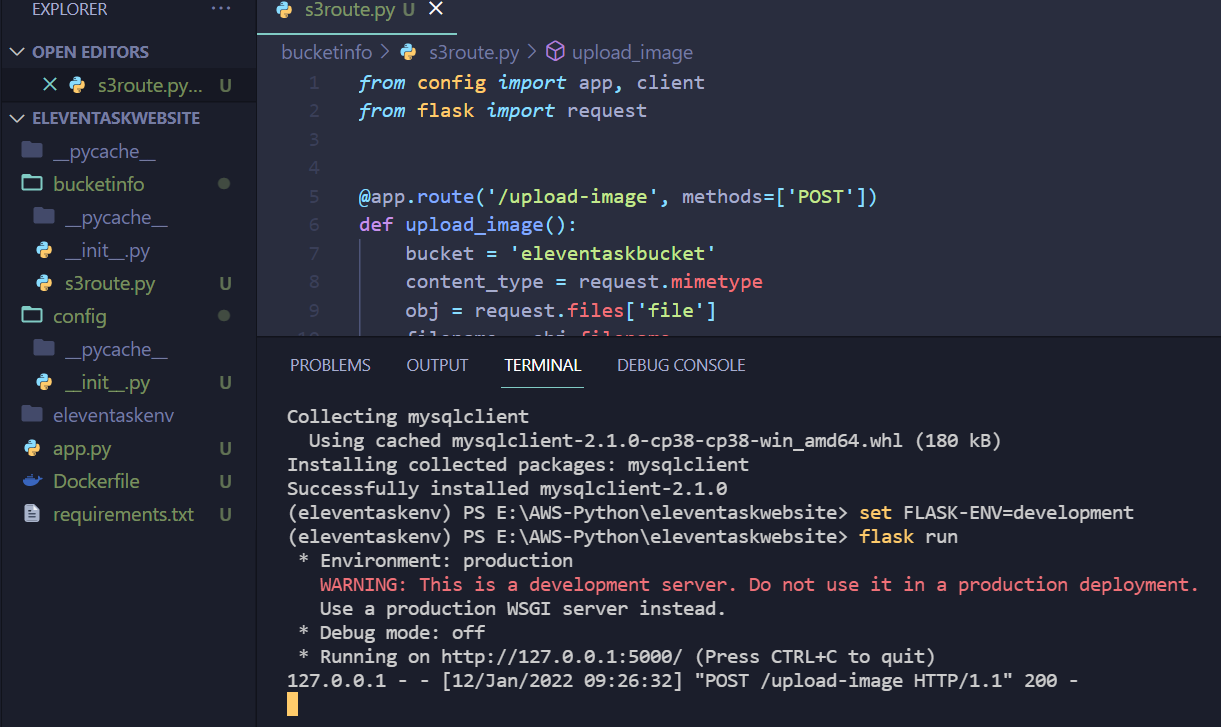 EXPLORER
OPEN EDITORS
s3route.py... U
ELEVENTASKWEBSITE
__pycache__
bucketinfo
__pycache__
__init__.py
s3route.py U
config
__pycache__
__init__.py U
eleventaskenv
app.py U
Dockerfile U
requirements.txt U
s3route.py U
bucketinfo > s3route.py > upload_image
1 from config import app, client
2 from flask import request
3
4
5 @app.route('/upload-image', methods=['POST'])
6 def upload_image():
7 bucket = 'eleventaskbucket'
8 content_type = request.mimetype
9 obj = request.files['file']
10 filename = obj.filename
PROBLEMS OUTPUT TERMINAL DEBUG CONSOLE
Collecting mysqlclient
Using cached mysqlclient-2.1.0-cp38-cp38-win_amd64.whl (180 kB)
Installing collected packages: mysqlclient
Successfully installed mysqlclient-2.1.0
(eleventaskenv) PS E:\AWS-Python\eleventaskwebsite> set FLASK-ENV=development
(eleventaskenv) PS E:\AWS-Python\eleventaskwebsite> flask run
* Environment: production
WARNING: This is a development server. Do not use it in a production deployment.
Use a production WSGI server instead.
* Debug mode: off
* Running on http://127.0.0.1:5000/ (Press CTRL+C to quit)
127.0.0.1 - - [12/Jan/2022 09:26:32] "POST /upload-image HTTP/1.1" 200 -